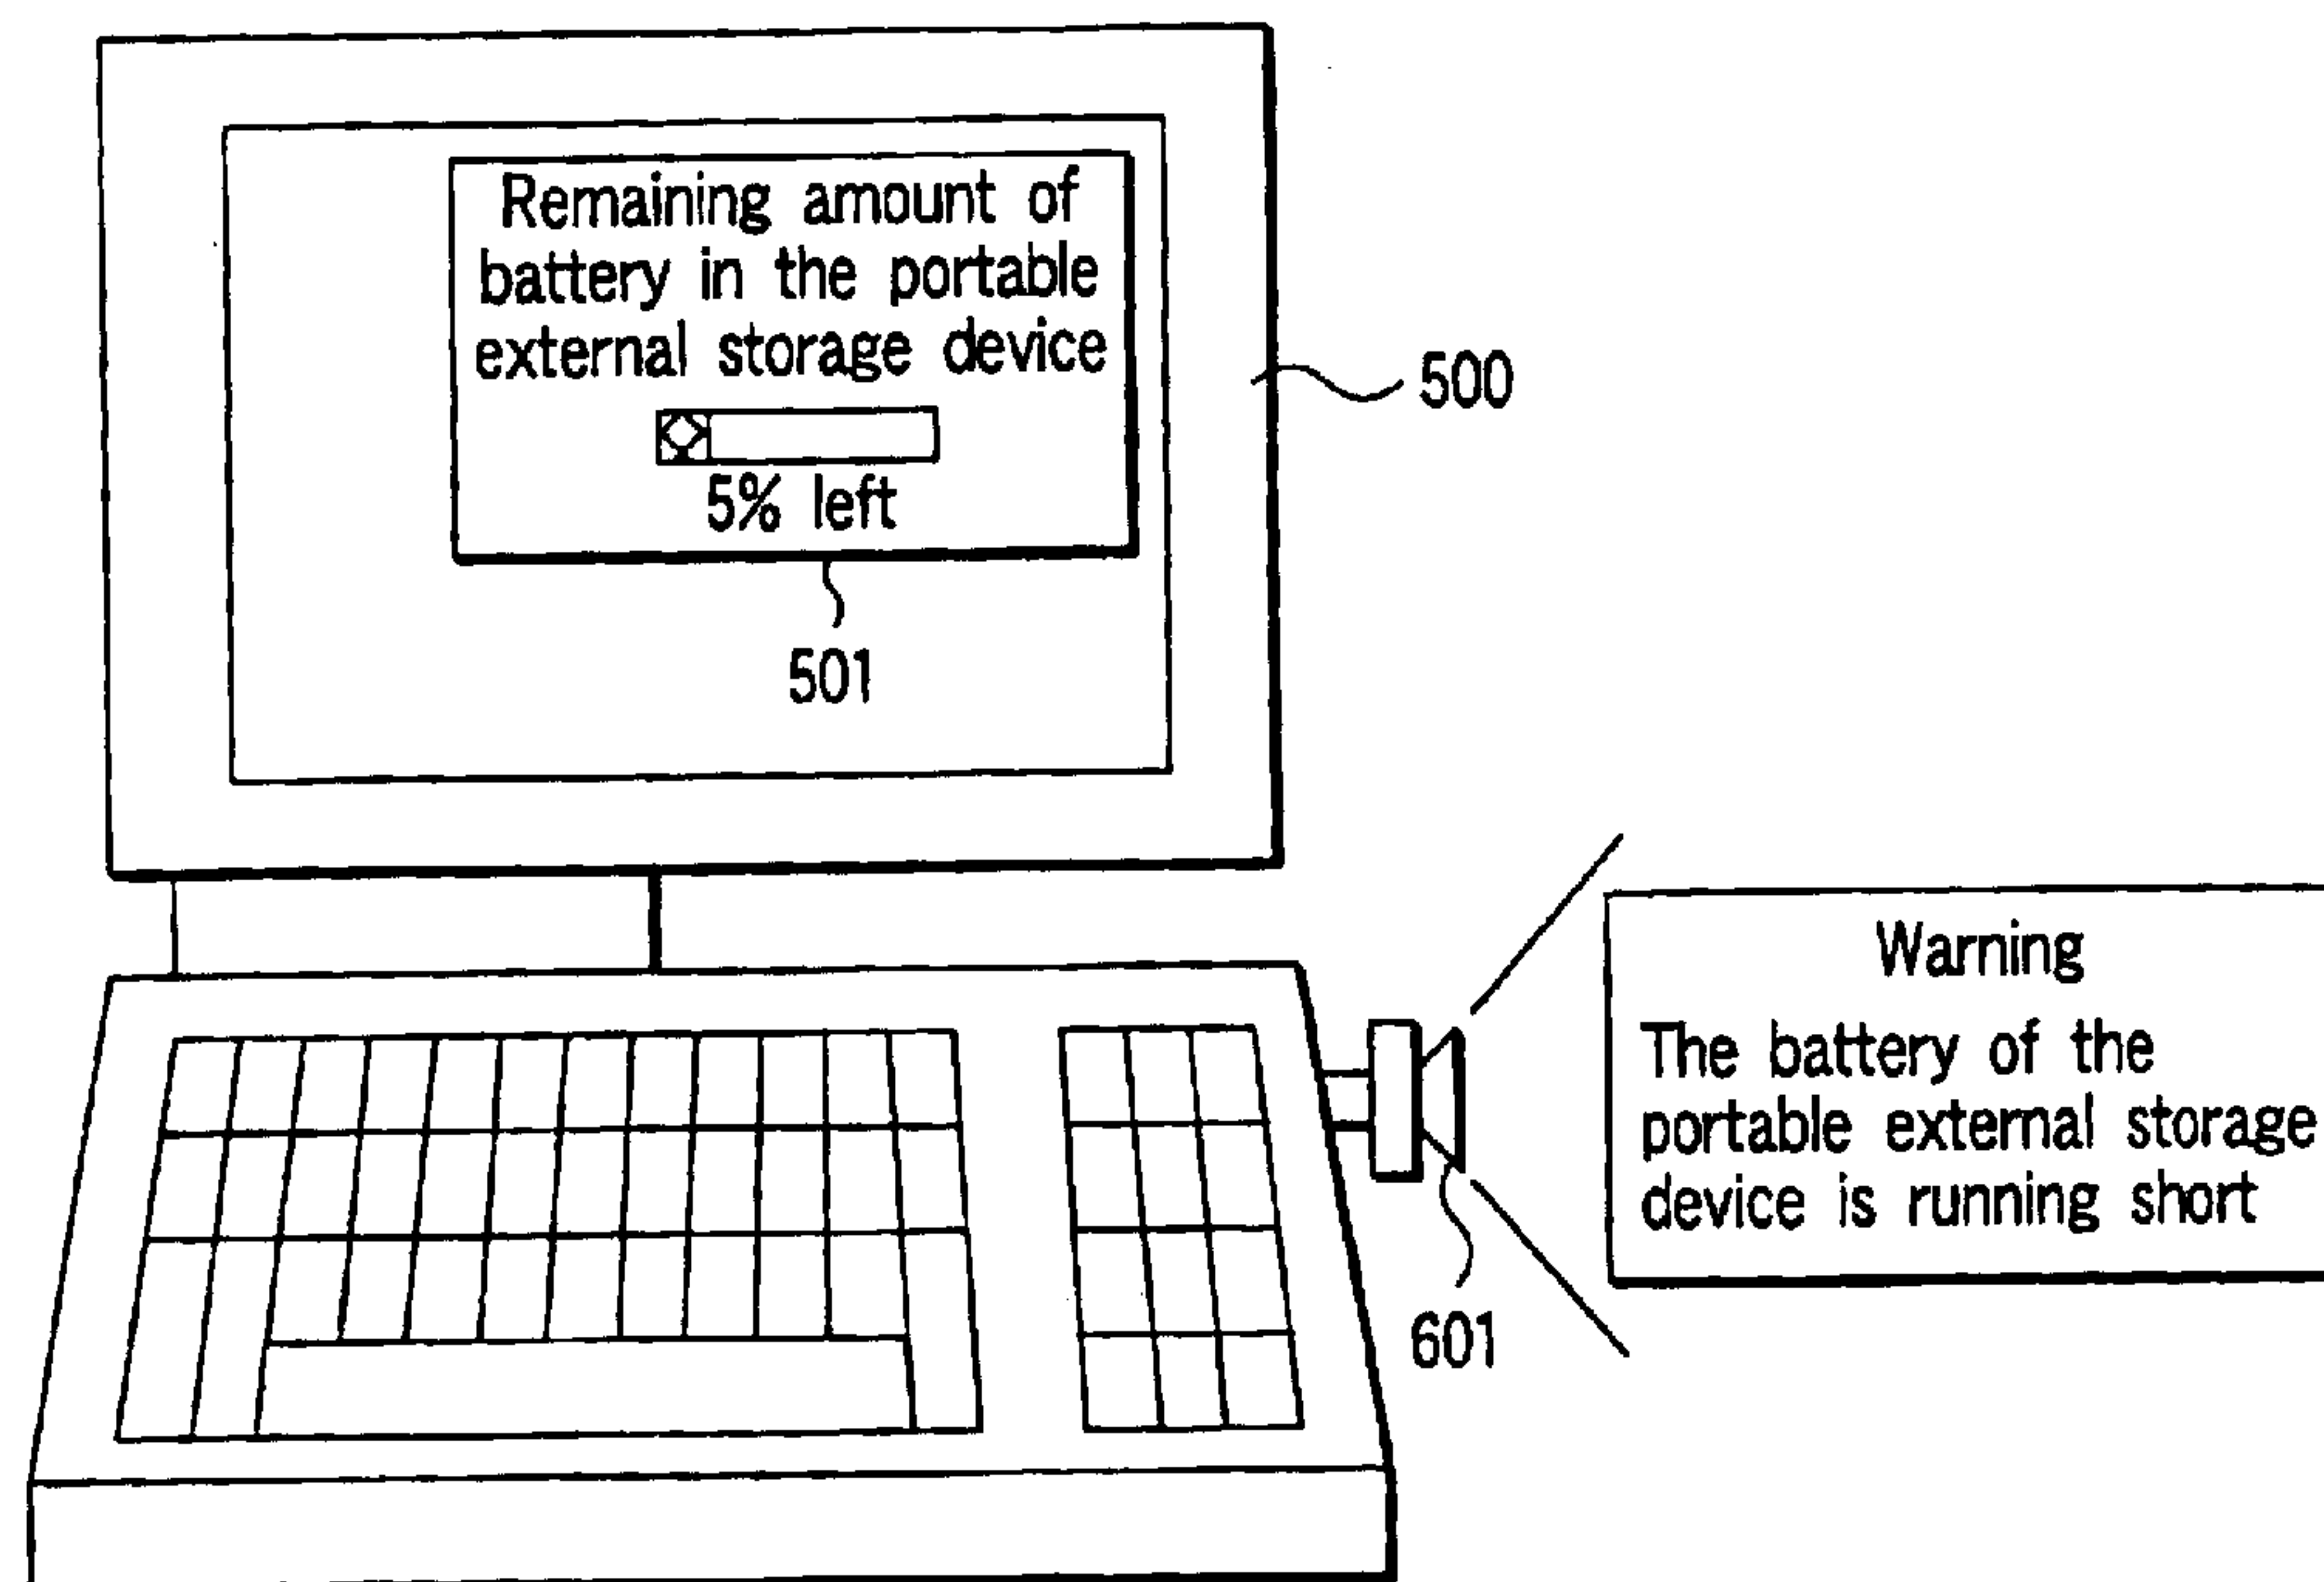 Remaining amount of
battery in the portable
external storage device
5% left
500
501
Warning
The battery of the
portable external storage
device is running short
601